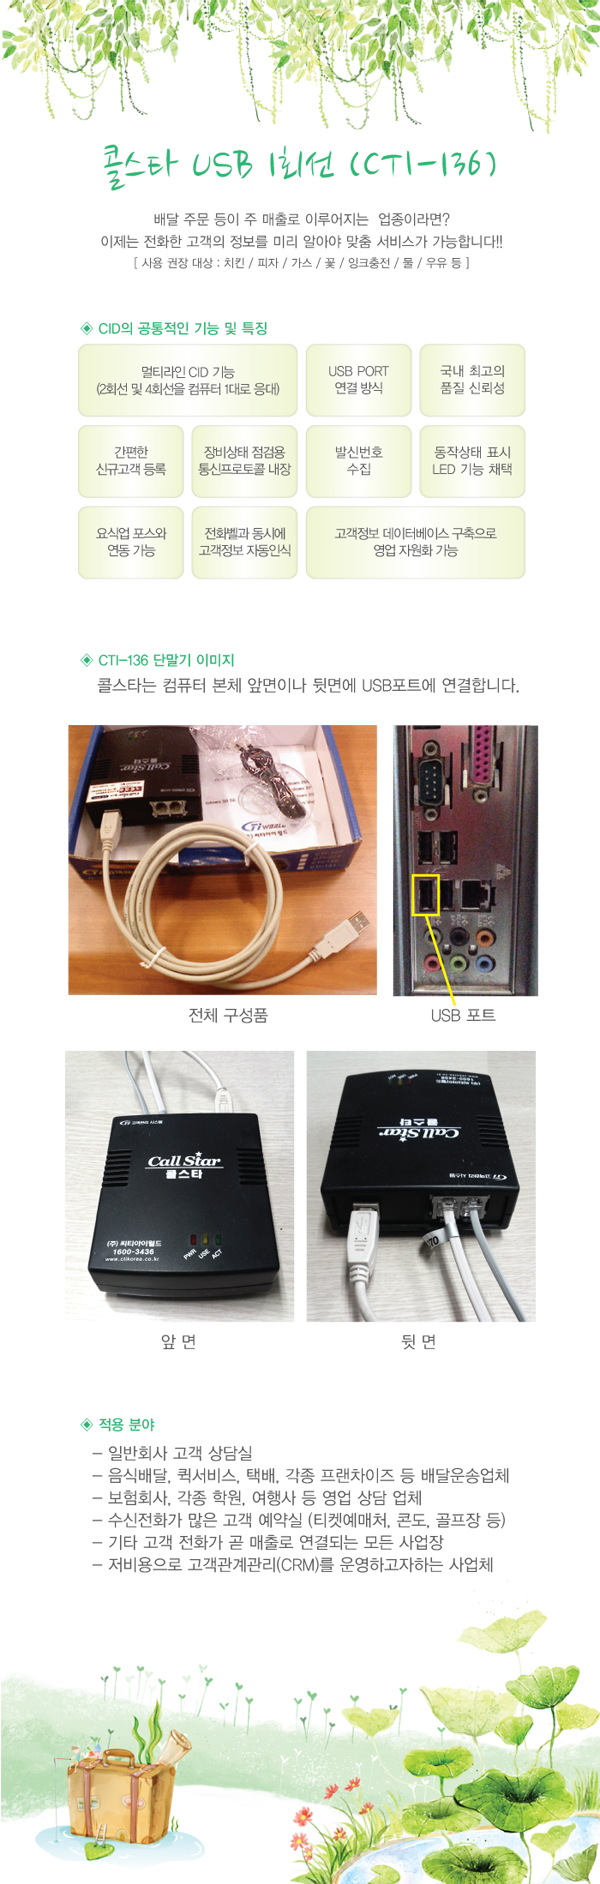 콜스타 USB 1회선 (CTI-136)
배달 주문 등이 주 매출로 이루어지는 업종이라면?
이제는 전화한 고객의 정보를 미리 알아야 맞춤 서비스가 가능합니다!!
[ 사용 권장 대상 : 치킨 / 피자 / 가스 / 꽃 / 잉크충전 / 물 / 우유 등 ]
◈ CID의 공통적인 기능 및 특징
멀티라인 CID 기능
(2회선 및 4회선을 컴퓨터 1대로 응대)
USB PORT
연결 방식
국내 최고의
품질 신뢰성
간편한
신규고객 등록
장비상태 점검용
통신프로토콜 내장
발신번호
수집
동작상태 표시
LED 기능 채택
요식업 포스와
연동 가능
전화벨과 동시에
고객정보 자동인식
고객정보 데이터베이스 구축으로
영업 자원화 가능
◈ CTI-136 단말기 이미지
콜스타는 컴퓨터 본체 앞면이나 뒷면에 USB포트에 연결합니다.
Call Star
콜스타
전체 구성품
USB 포트
Call Star
콜스타
(주) 씨티아이월드
1600-3436
www.ctikorea.co.kr
PWR
USE
ACT
(주) 씨티아이월드
1600-3436
Call Star
콜스타
70
앞 면
뒷 면
◈ 적용 분야
- 일반회사 고객 상담실
- 음식배달, 퀵서비스, 택배, 각종 프랜차이즈 등 배달운송업체
- 보험회사, 각종 학원, 여행사 등 영업 상담 업체
- 수신전화가 많은 고객 예약실 (티켓예매처, 콘도, 골프장 등)
- 기타 고객 전화가 곧 매출로 연결되는 모든 사업장
- 저비용으로 고객관계관리(CRM)를 운영하고자하는 사업체